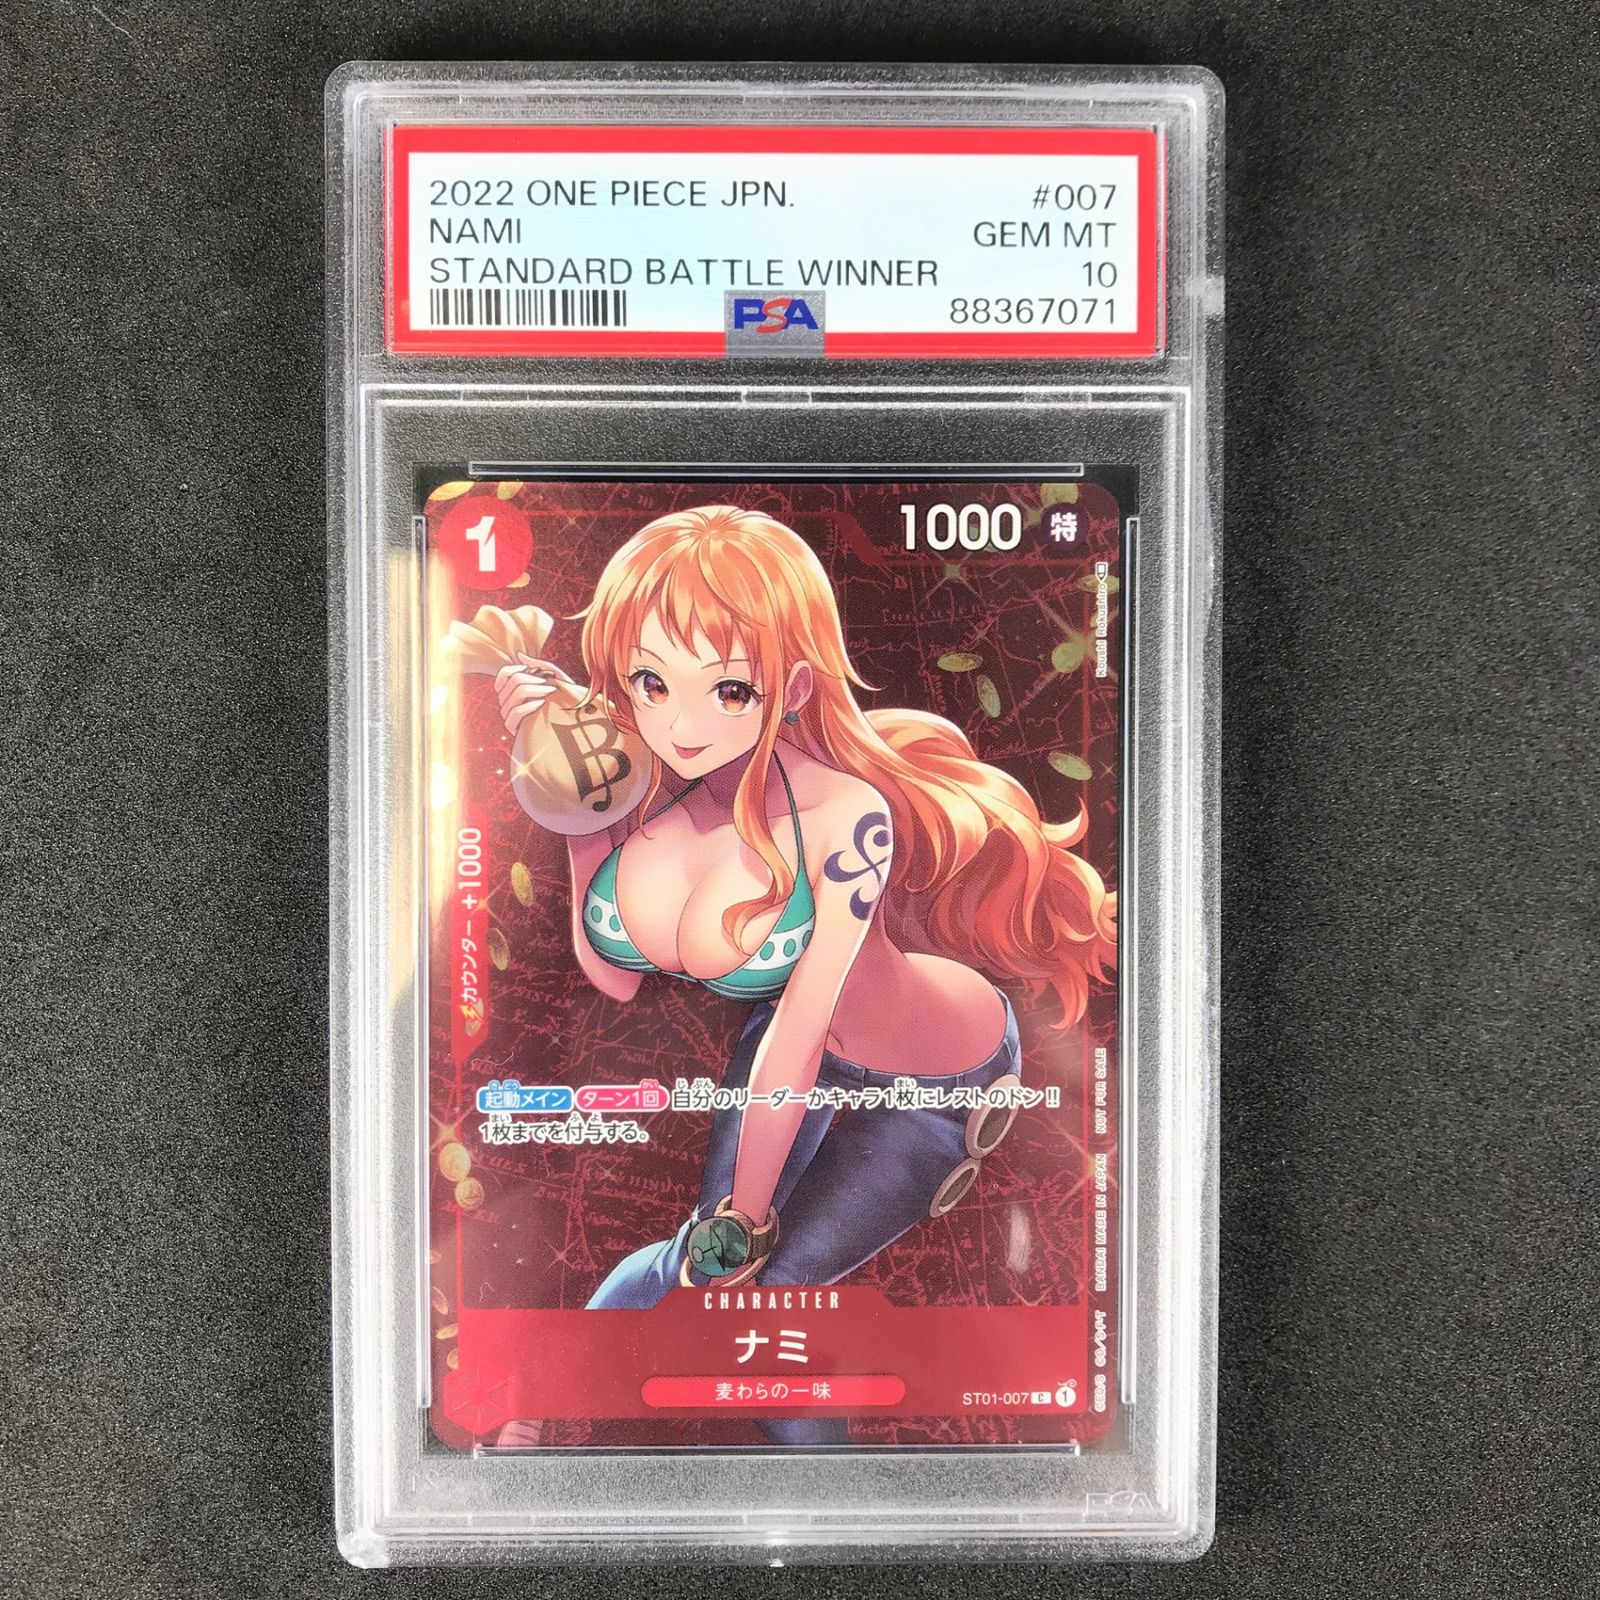 2022 ONE PIECE JPN. #007
NAMI GEM MT
STANDARD BATTLE WINNER 10
88367071
PSA
1
1000 特
Koushi Rokushiro
B
カウンター +1000
起動メイン ターン1回 自分のリーダーかキャラ1枚にレストのドン!!
1枚までを付与する。
CHARACTER
ナミ
麦わらの一味
ST01-007 C 1
©EO/S ©O/S·F·T BANDAI MADE IN JAPAN NOT FOR SALE
PSA